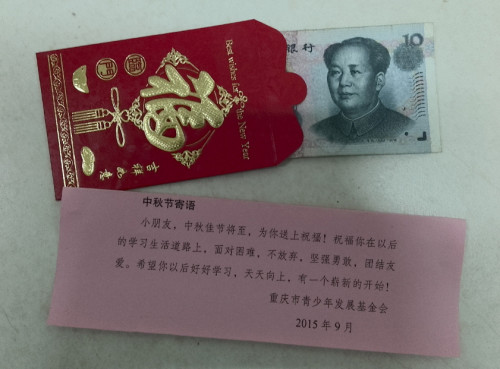 Best wishes for the New Year
福
吉祥如意
银行
10
中秋节寄语
小朋友，中秋佳节将至，为你送上祝福！祝福你在以后
的学习生活道路上，面对困难，不放弃，坚强勇敢，团结友
爱。希望你以后好好学习，天天向上，有一个崭新的开始！
重庆市青少年发展基金会
2015 年 9 月